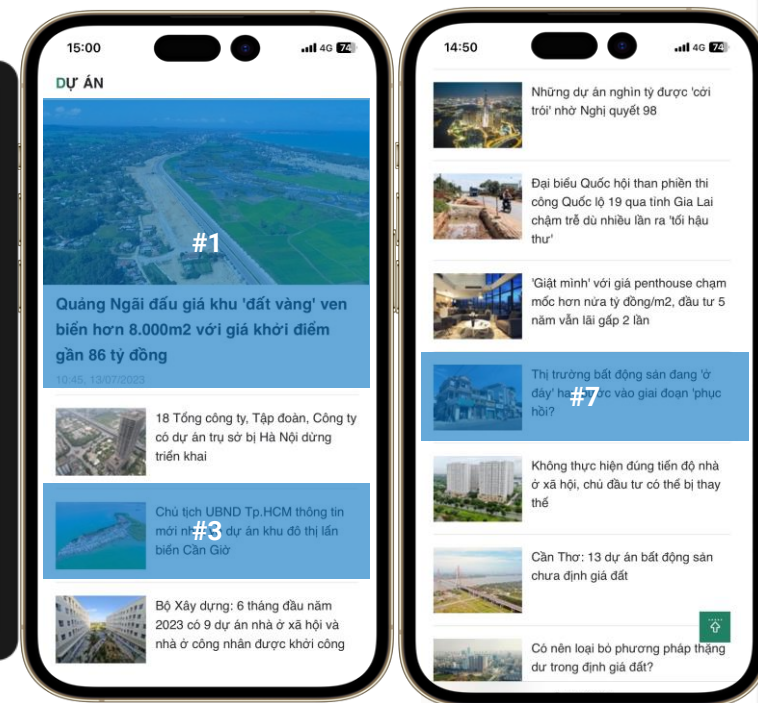 15:00
4G 74
DỰ ÁN
#1
Quảng Ngãi đấu giá khu 'đất vàng' ven
biển hơn 8.000m2 với giá khởi điểm
gần 86 tỷ đồng
10:45, 13/07/2023
18 Tổng công ty, Tập đoàn, Công ty
có dự án trụ sở bị Hà Nội dừng
triển khai
Chủ tịch UBND Tp.HCM thông tin
mới dự án khu đô thị lấn
#3
biển Cần Giờ
Bộ Xây dựng: 6 tháng đầu năm
2023 có 9 dự án nhà ở xã hội và
nhà ở công nhân được khởi công
14:50
4G 74
Những dự án nghìn tỷ được 'cởi
trói' nhờ Nghị quyết 98
Đại biểu Quốc hội than phiền thi
công Quốc lộ 19 qua tỉnh Gia Lai
chậm trễ dù nhiều lần ra 'tối hậu
thư'
'Giật mình' với giá penthouse chạm
mốc hơn nửa tỷ đồng/m2, đầu tư 5
năm vẫn lãi gấp 2 lần
Thị trường bất động sản đang 'ở
đáy' vào giai đoạn 'phục
#7
hồi?
Không thực hiện đúng tiến độ nhà
ở xã hội, chủ đầu tư có thể bị thay
thế
Cần Thơ: 13 dự án bất động sản
chưa định giá đất
Có nên loại bỏ phương pháp thặng
dư trong định giá đất?